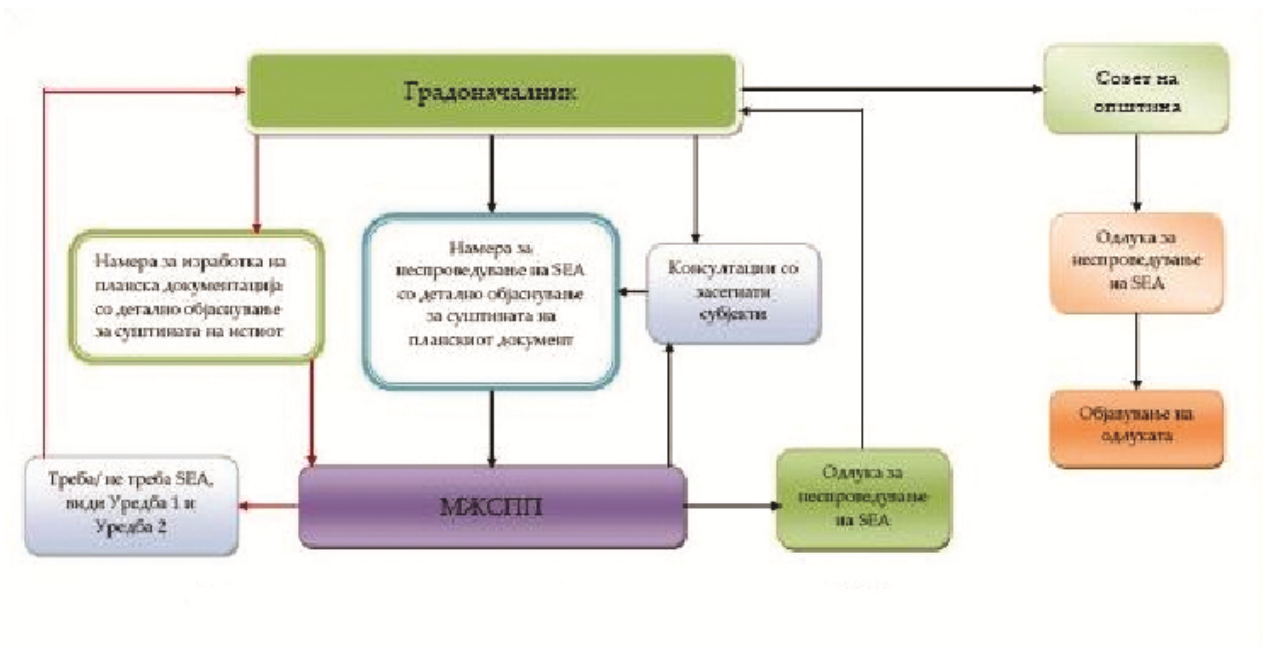 Градоначалник
Совет на
општина
Намера за изработка на
планска документација
со детално објаснување
за суштината на истиот
Намера за
неспроведување на SEA
со детално објаснување
за суштината на
планскиот документ
Консултации со
засегнати
субјекти
Одлука за
неспроведување
на SEA
Објавување на
одлуката
Треба/ не треба SEA,
види Уредба 1 и
Уредба 2
МЖСПП
Одлука за
неспроведување
на SEA